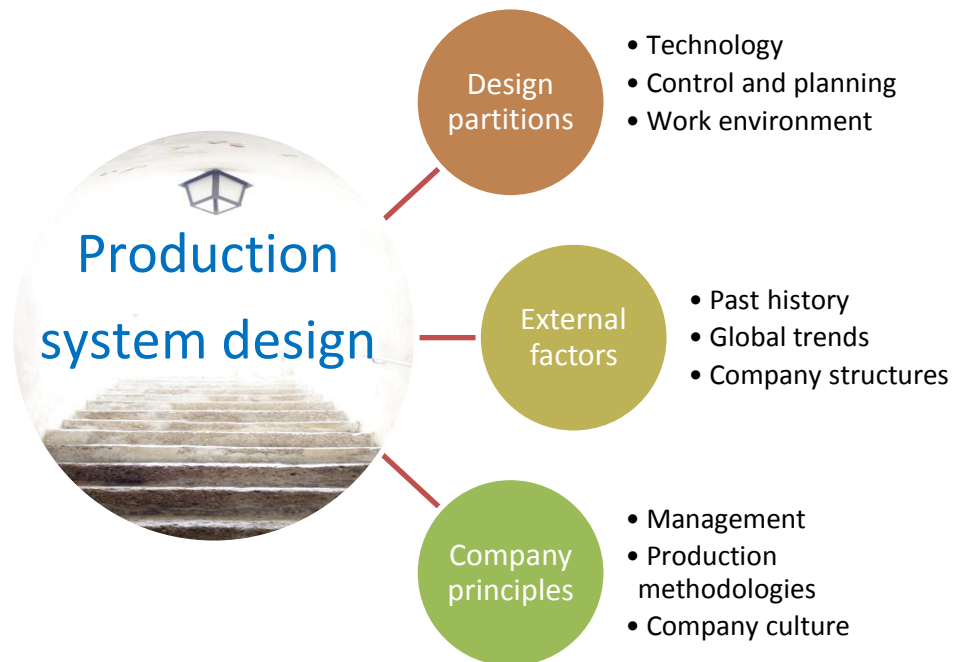 Production
system design
Design
partitions
• Technology
• Control and planning
• Work environment
External
factors
• Past history
• Global trends
• Company structures
Company
principles
• Management
• Production
methodologies
• Company culture